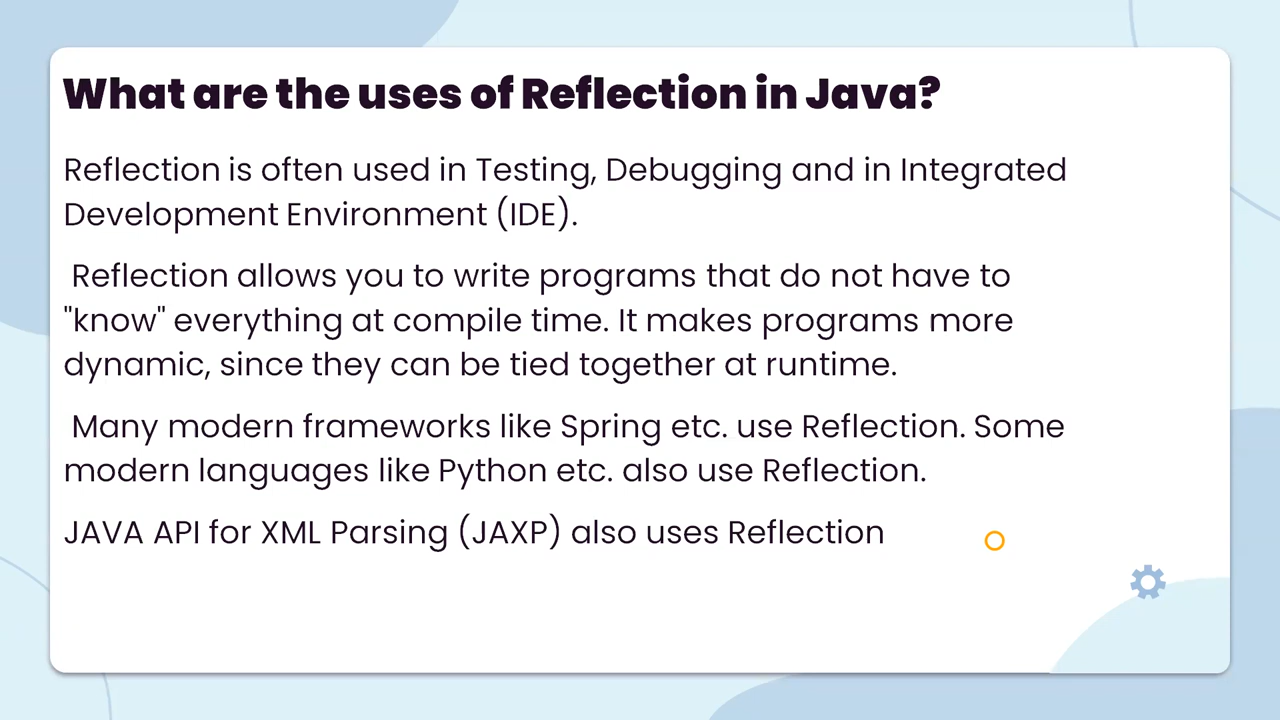 What are the uses of Reflection in Java?
Reflection is often used in Testing, Debugging and in Integrated
Development Environment (IDE).
Reflection allows you to write programs that do not have to
"know" everything at compile time. It makes programs more
dynamic, since they can be tied together at runtime.
Many modern frameworks like Spring etc. use Reflection. Some
modern languages like Python etc. also use Reflection.
JAVA API for XML Parsing (JAXP) also uses Reflection